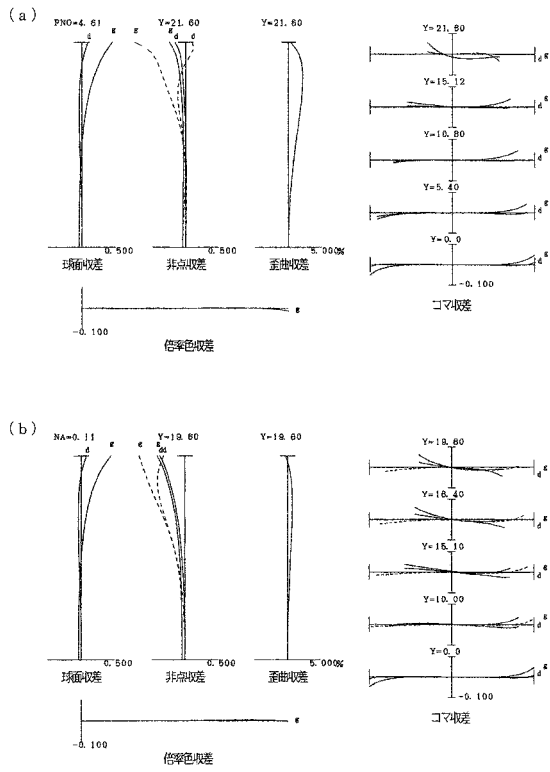 (a)
FNO=4.61
Y=21.60
Y=21.60
d
g
g
g
d
d
0.500
0.500
5.000%
球面収差
非点収差
歪曲収差
-0.100
g
倍率色収差
Y=21.60
d g
Y=15.12
d g
Y=10.80
d g
Y=5.40
d g
Y=0.0
d g
-0.100
コマ収差
(b)
NA=0.11
Y=19.60
Y=19.60
d
g
g
g
dd
0.500
0.500
5.000%
球面収差
非点収差
歪曲収差
-0.100
g
倍率色収差
Y=19.60
d g
Y=16.40
d g
Y=15.10
d g
Y=10.00
d g
Y=0.0
d g
-0.100
コマ収差